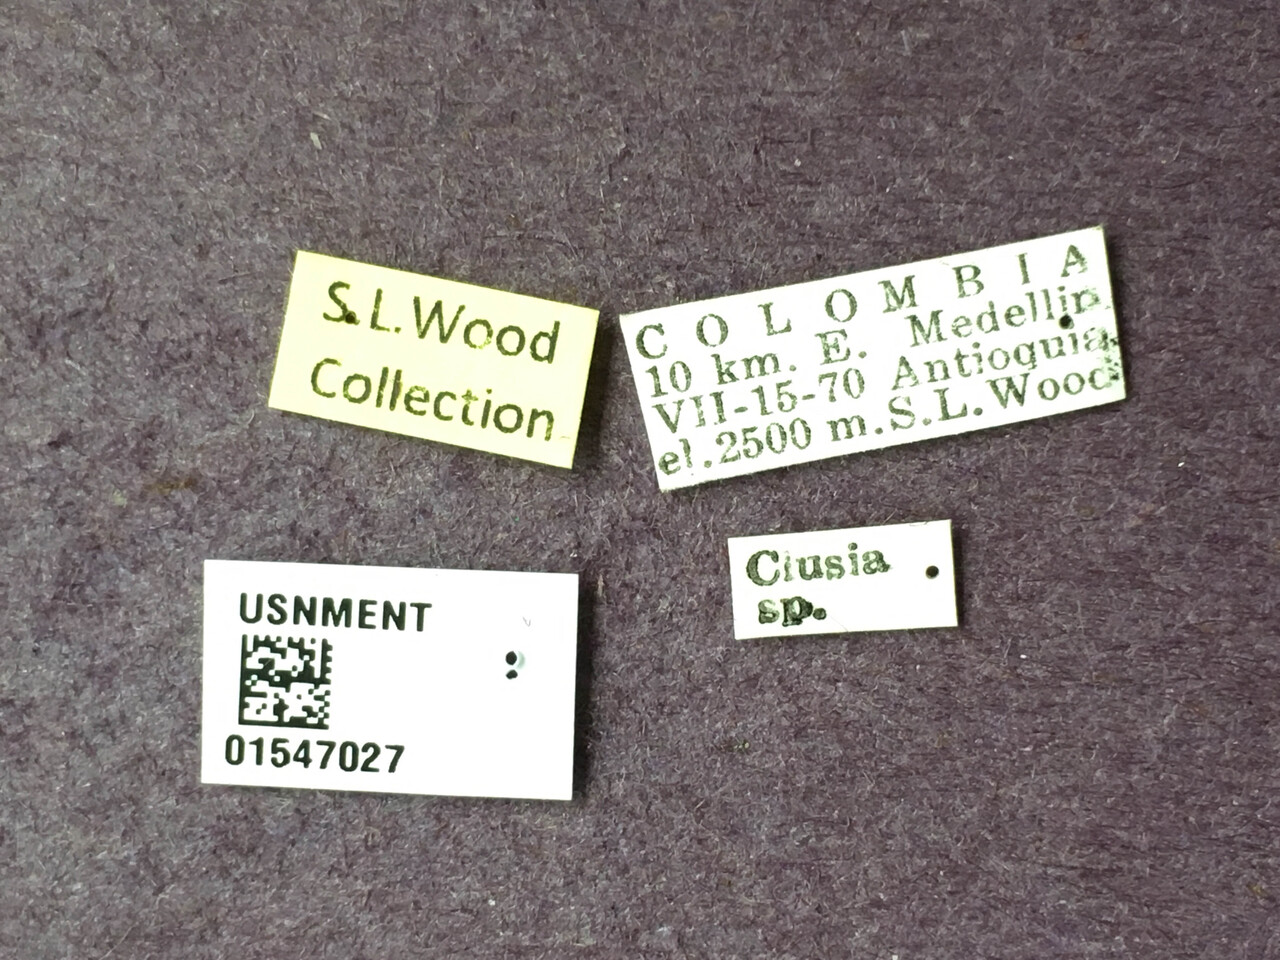 S.L.Wood
Collection
COLOMBIA
10 km. E. Medellin
VII-15-70 Antioquia,
el.2500 m.S.L.Wood
Clusia
sp.
USNMENT
01547027